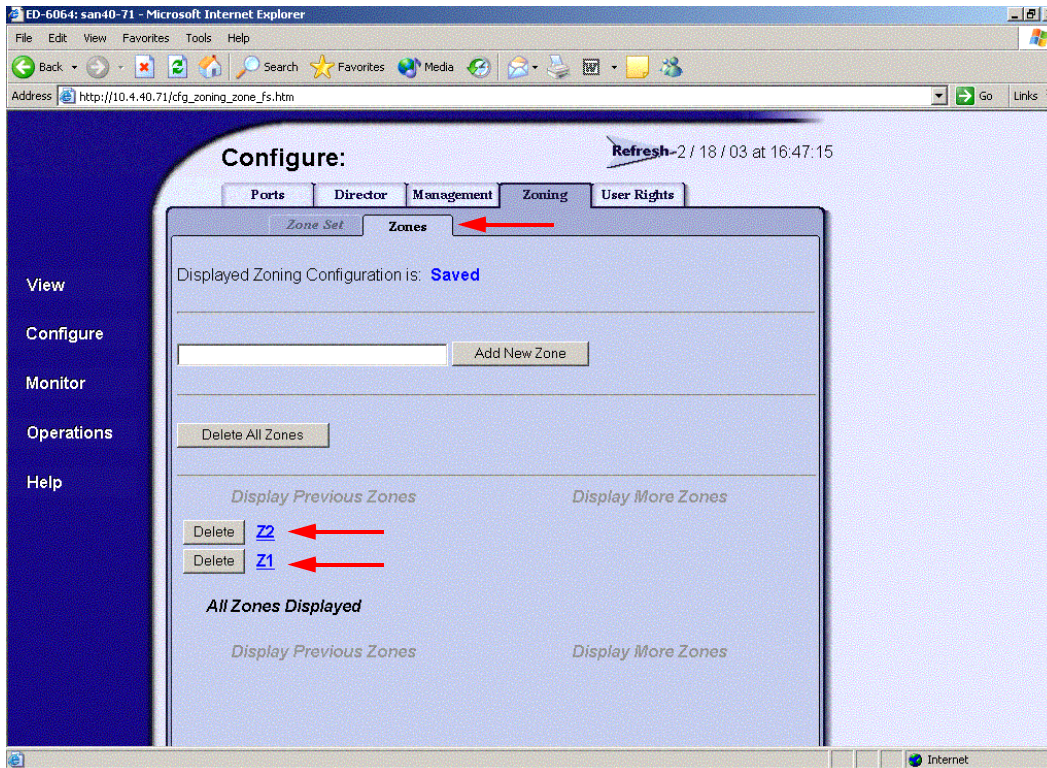 ED-6064: san40-71 - Microsoft Internet Explorer
File Edit View Favorites Tools Help
Back Search Favorites Media
Address http://10.4.40.71/cfg_zoning_zone_fs.htm Go Links
Configure:
Refresh-2 / 18 / 03 at 16:47:15
Ports Director Management Zoning User Rights
Zone Set Zones
Displayed Zoning Configuration is: Saved
View
Configure
Add New Zone
Monitor
Operations
Delete All Zones
Help
Display Previous Zones Display More Zones
Delete Z2
Delete Z1
All Zones Displayed
Display Previous Zones Display More Zones
Internet